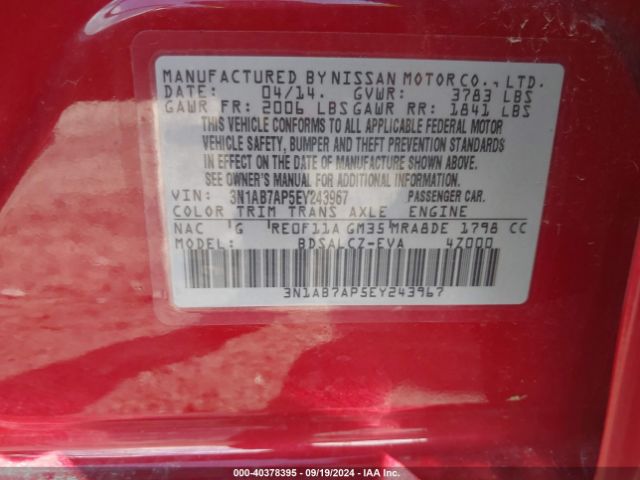 MANUFACTURED BY NISSAN MOTOR CO., LTD.
DATE: 04/14. GVWR: 3783 LBS
GAWR FR: 2006 LBS GAWR RR: 1841 LBS
THIS VEHICLE CONFORMS TO ALL APPLICABLE FEDERAL MOTOR
VEHICLE SAFETY, BUMPER AND THEFT PREVENTION STANDARDS
IN EFFECT ON THE DATE OF MANUFACTURE SHOWN ABOVE.
SEE OWNER'S MANUAL FOR ADDITIONAL INFORMATION.
VIN: 3N1AB7AP5EY243967 PASSENGER CAR.
COLOR TRIM TRANS AXLE ENGINE
NAC G RE0F11A GM35 MRA8DE 1798 CC
MODEL: BDSALCZ-EVA 4Z000
3N1AB7AP5EY243967
000-40378395 - 09/19/2024 - IAA Inc.